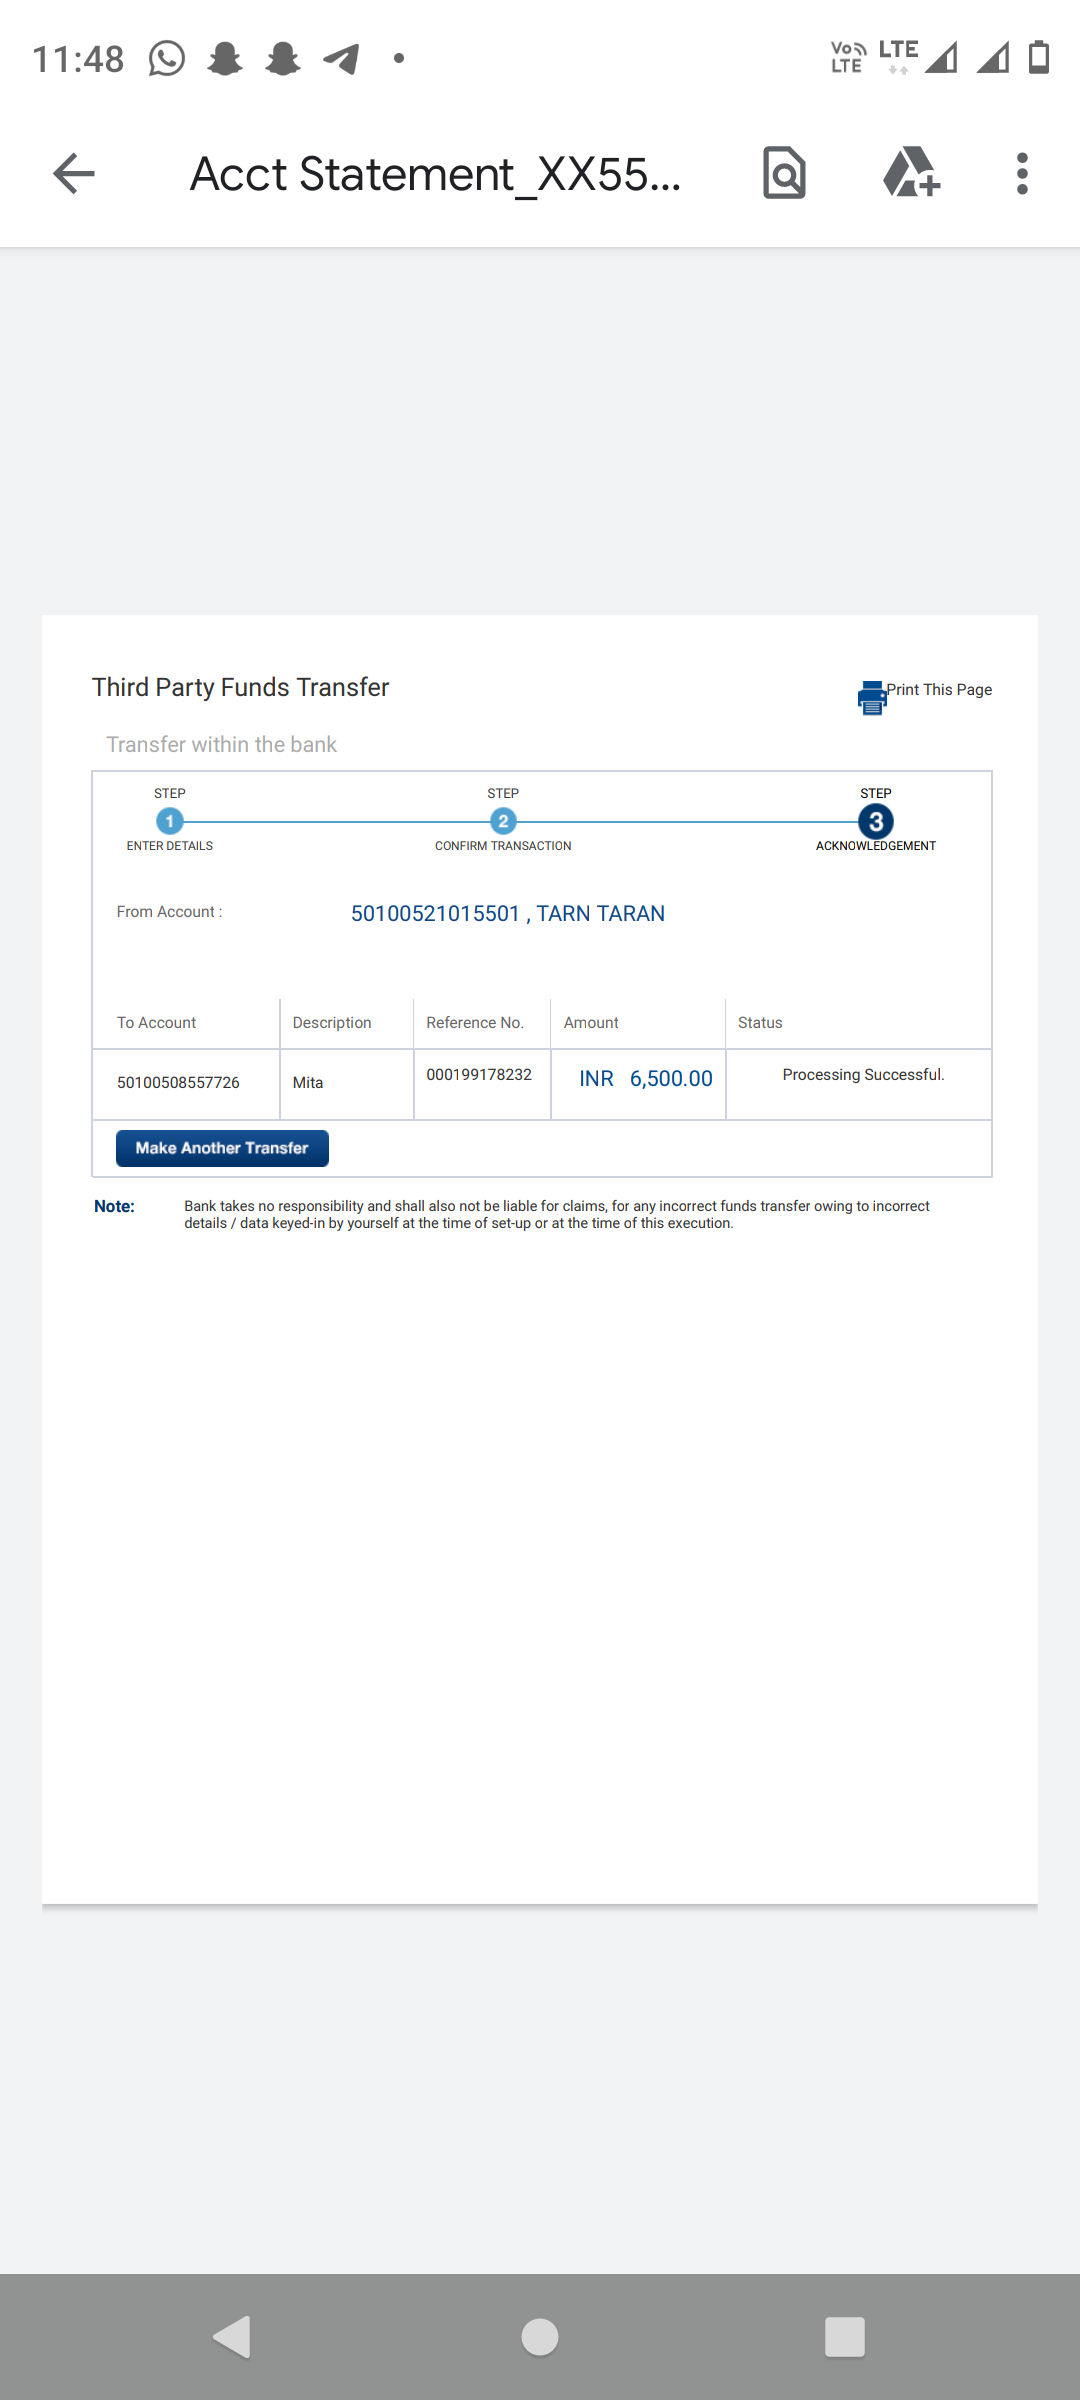 11:48
Vo LTE LTE
Acct Statement_XX55...
Third Party Funds Transfer
Print This Page
Transfer within the bank
STEP STEP STEP
1 2 3
ENTER DETAILS CONFIRM TRANSACTION ACKNOWLEDGEMENT
From Account : 50100521015501 , TARN TARAN
To Account Description Reference No. Amount Status
50100508557726 Mita 000199178232 INR 6,500.00 Processing Successful.
Make Another Transfer
Note: Bank takes no responsibility and shall also not be liable for claims, for any incorrect funds transfer owing to incorrect
details / data keyed-in by yourself at the time of set-up or at the time of this execution.